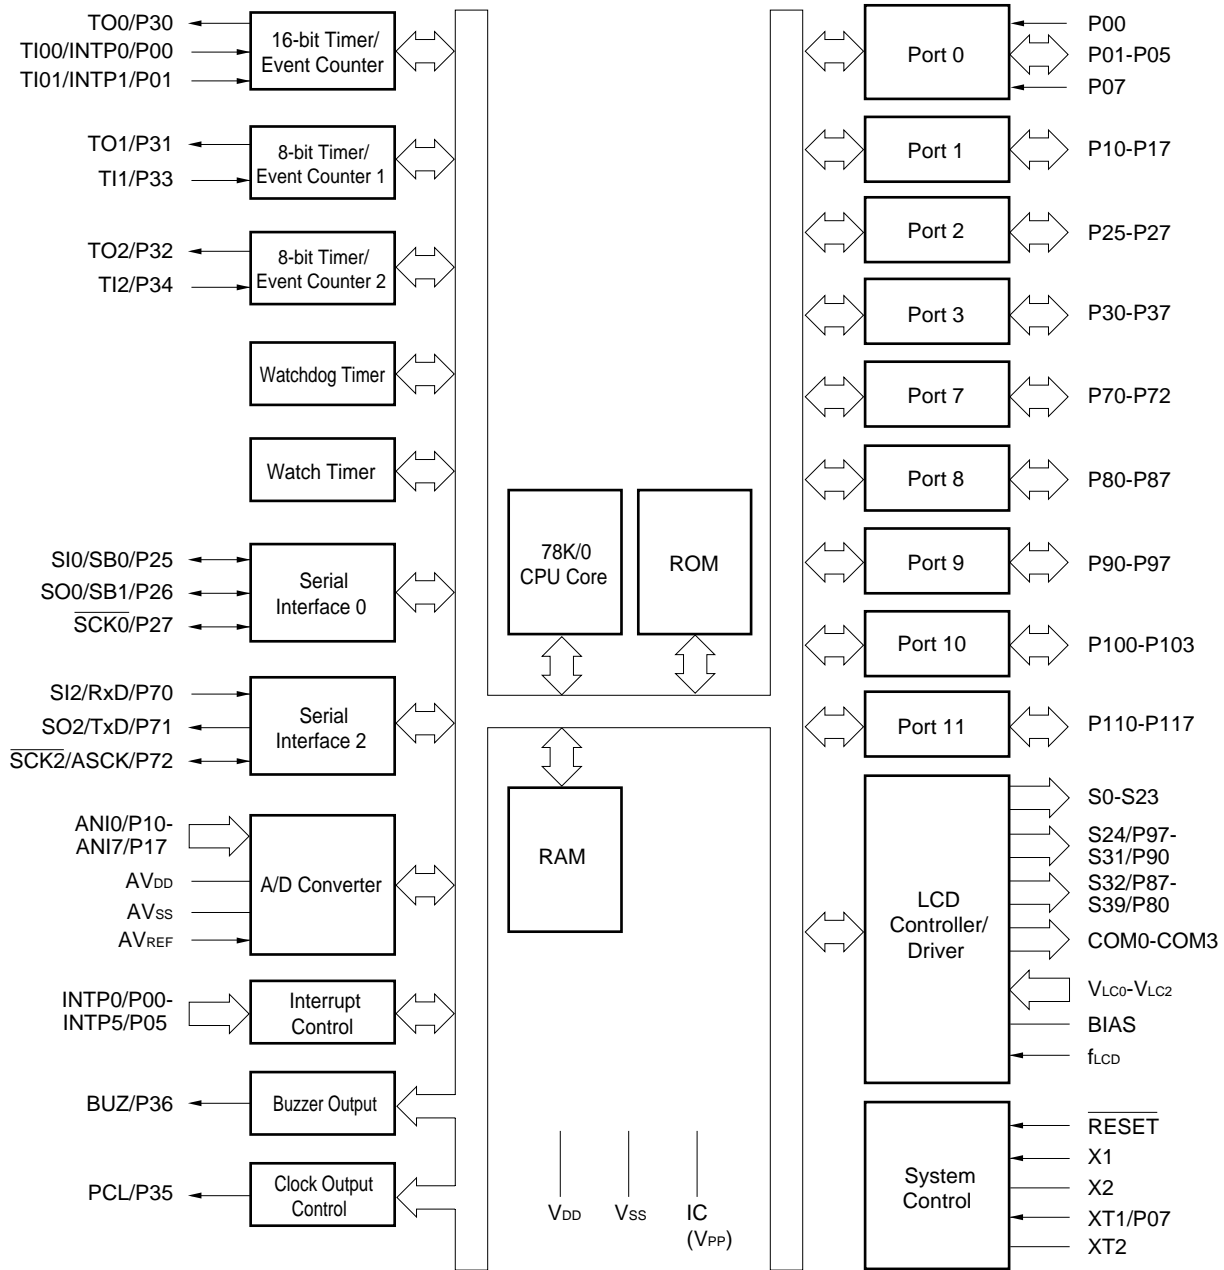 TO0/P30
TI00/INTP0/P00
TI01/INTP1/P01
16-bit Timer/
Event Counter
TO1/P31
TI1/P33
8-bit Timer/
Event Counter 1
TO2/P32
TI2/P34
8-bit Timer/
Event Counter 2
Watchdog Timer
Watch Timer
SI0/SB0/P25
SO0/SB1/P26
SCK0/P27
Serial
Interface 0
SI2/RxD/P70
SO2/TxD/P71
SCK2/ASCK/P72
Serial
Interface 2
ANI0/P10-
ANI7/P17
AVDD
AVSS
AVREF
A/D Converter
INTP0/P00-
INTP5/P05
Interrupt
Control
BUZ/P36
Buzzer Output
PCL/P35
Clock Output
Control
78K/0
CPU Core
ROM
RAM
VDD
VSS
IC
(VPP)
Port 0
P00
P01-P05
P07
Port 1
P10-P17
Port 2
P25-P27
Port 3
P30-P37
Port 7
P70-P72
Port 8
P80-P87
Port 9
P90-P97
Port 10
P100-P103
Port 11
P110-P117
LCD
Controller/
Driver
S0-S23
S24/P97-
S31/P90
S32/P87-
S39/P80
COM0-COM3
VLC0-VLC2
BIAS
fLCD
System
Control
RESET
X1
X2
XT1/P07
XT2